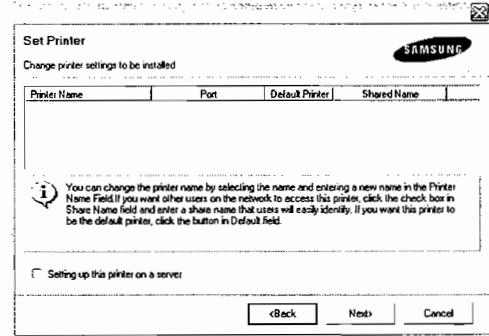 Set Printer
SAMSUNG
Change printer settings to be installed
Printer Name Port Default Printer Shared Name
You can change the printer name by selecting the name and entering a new name in the Printer
Name Field.If you want other users on the network to access this printer, click the check box in
Share Name field and enter a share name that users will easily identify. If you want this printer to
be the default printer, click the button in Default field.
Setting up this printer on a server
<Back Next> Cancel